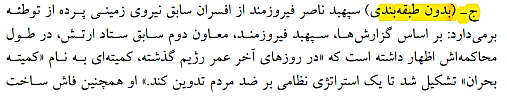 ج- (بدون طبقه‌بندی) سپهبد ناصر فیروزمند از افسران سابق نیروی زمینی پرده از توطئه
برمی‌دارد: بر اساس گزارش‌ها، سپهبد فیروزمند، معاون دوم سابق ستاد ارتش، در طول
محاکمه‌اش اظهار داشته است که «در روزهای آخر عمر رژیم گذشته، کمیته‌ای به نام «کمیته
بحران» تشکیل شد تا یک استراتژی نظامی بر ضد مردم تدوین کند.» او همچنین فاش ساخت